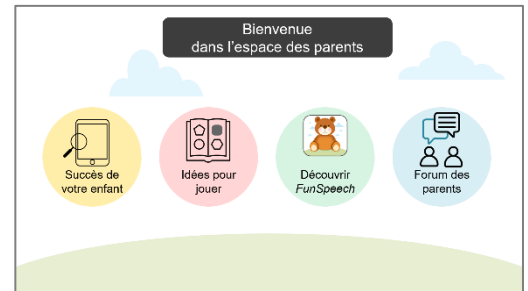 Bienvenue
dans l'espace des parents
Succès de
votre enfant
Idées pour
jouer
Découvrir
FunSpeech
Forum des
parents